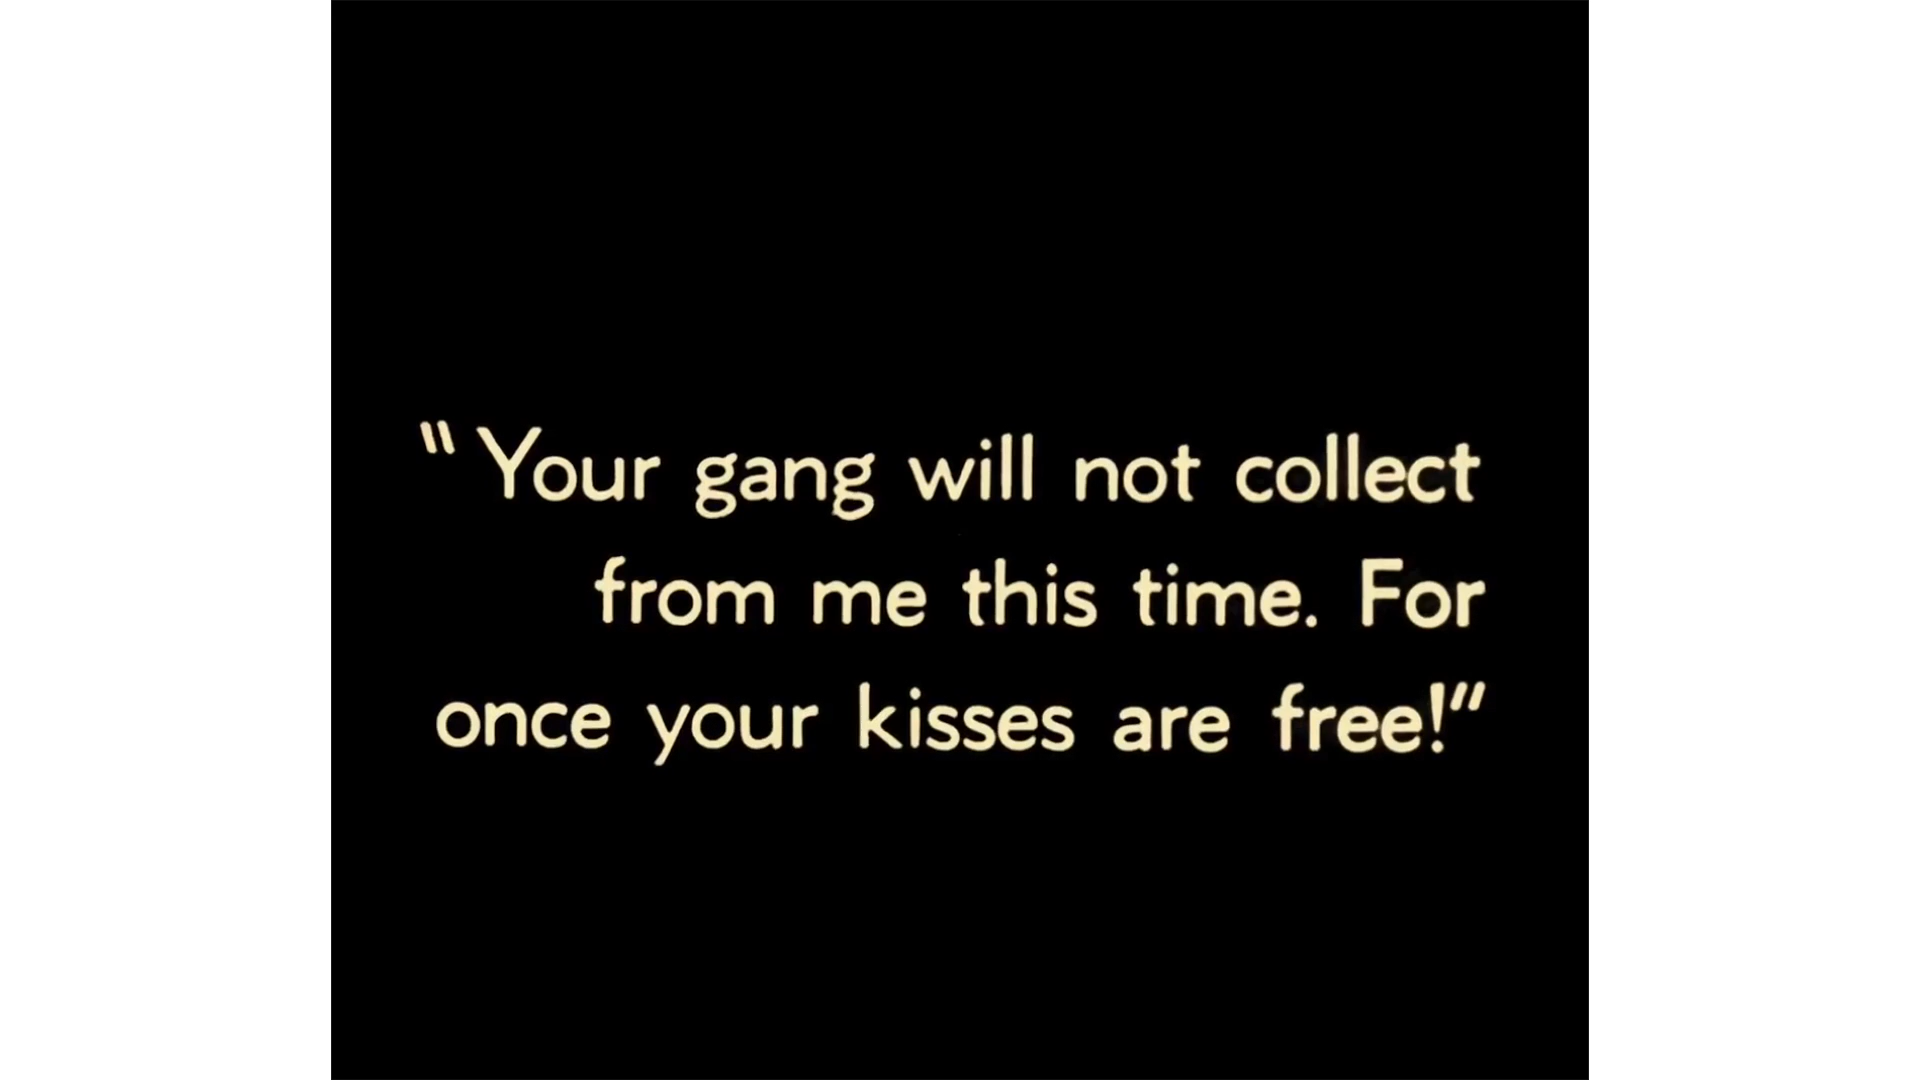 “Your gang will not collect
from me this time. For
once your kisses are free!”